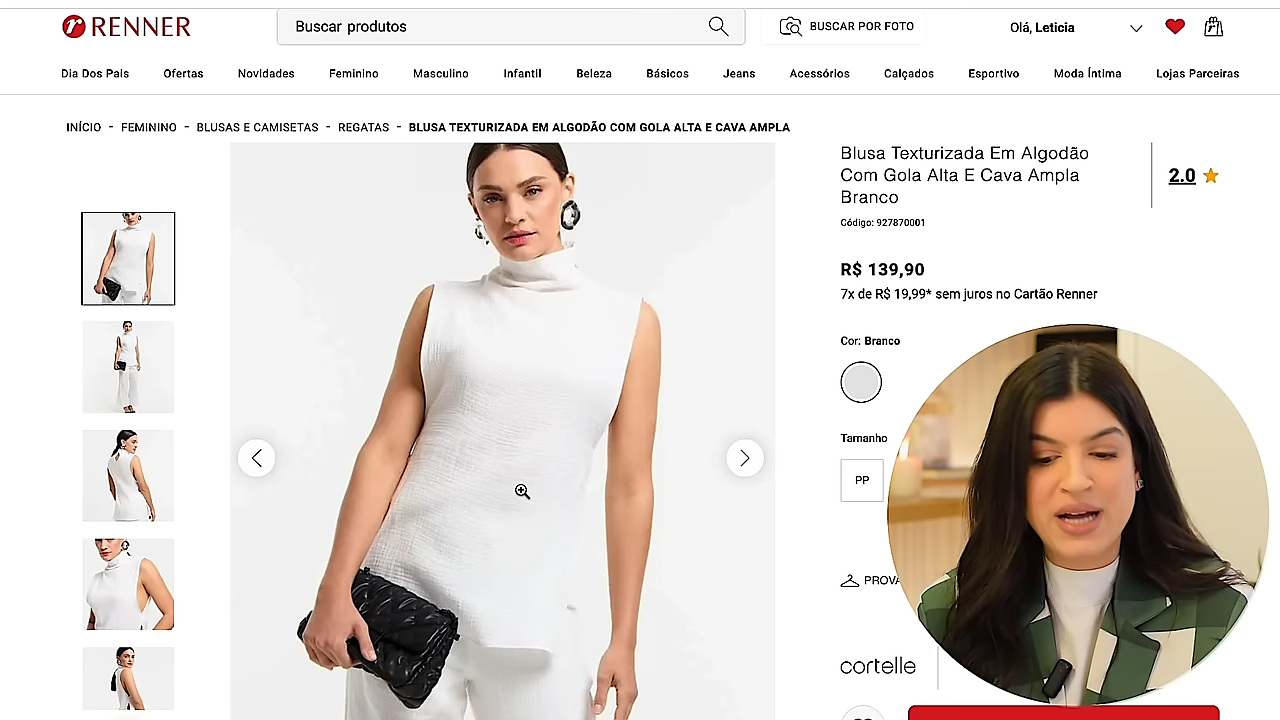 RENNER
Buscar produtos
BUSCAR POR FOTO
Olá, Leticia
Dia Dos Pais
Ofertas
Novidades
Feminino
Masculino
Infantil
Beleza
Básicos
Jeans
Acessórios
Calçados
Esportivo
Moda Íntima
Lojas Parceiras
INÍCIO - FEMININO - BLUSAS E CAMISETAS - REGATAS - BLUSA TEXTURIZADA EM ALGODÃO COM GOLA ALTA E CAVA AMPLA
Blusa Texturizada Em Algodão
Com Gola Alta E Cava Ampla
Branco
2.0
Código: 927870001
R$ 139,90
7x de R$ 19,99* sem juros no Cartão Renner
Cor: Branco
Tamanho
PP
PROVA
cortelle